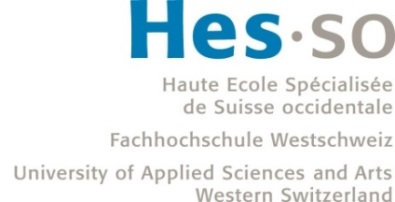 Hes·so
Haute Ecole Spécialisée
de Suisse occidentale
Fachhochschule Westschweiz
University of Applied Sciences and Arts
Western Switzerland